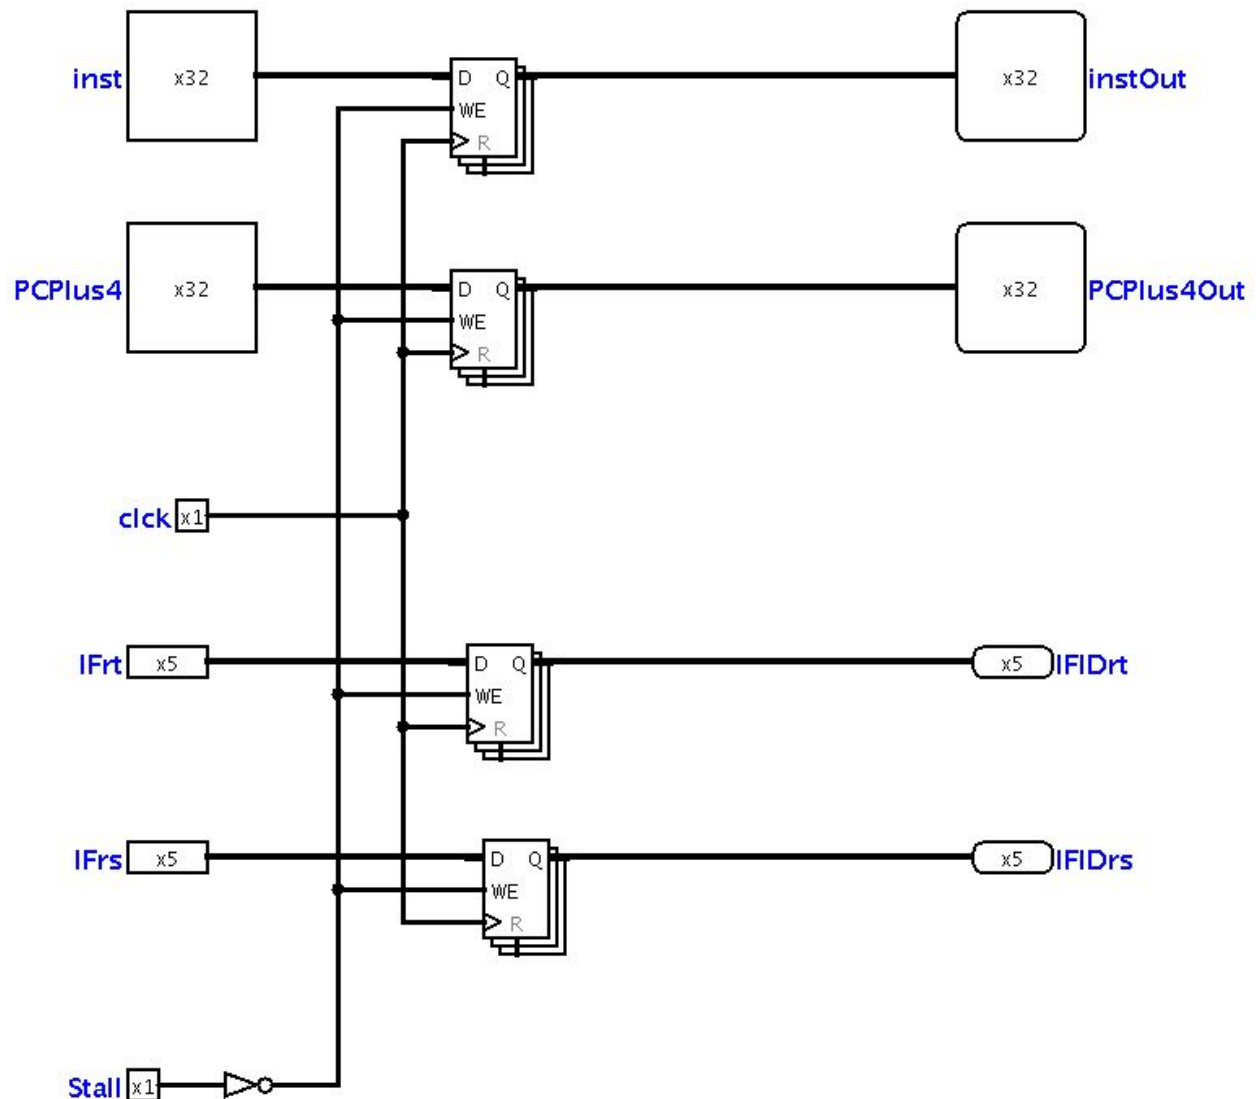 inst x32 D Q x32 instOut
WE
R
PCPlus4 x32 D Q x32 PCPlus4Out
WE
R
clck x1
IFrt x5 D Q x5 IFIDrt
WE
R
IFrs x5 D Q x5 IFIDrs
WE
R
Stall x1